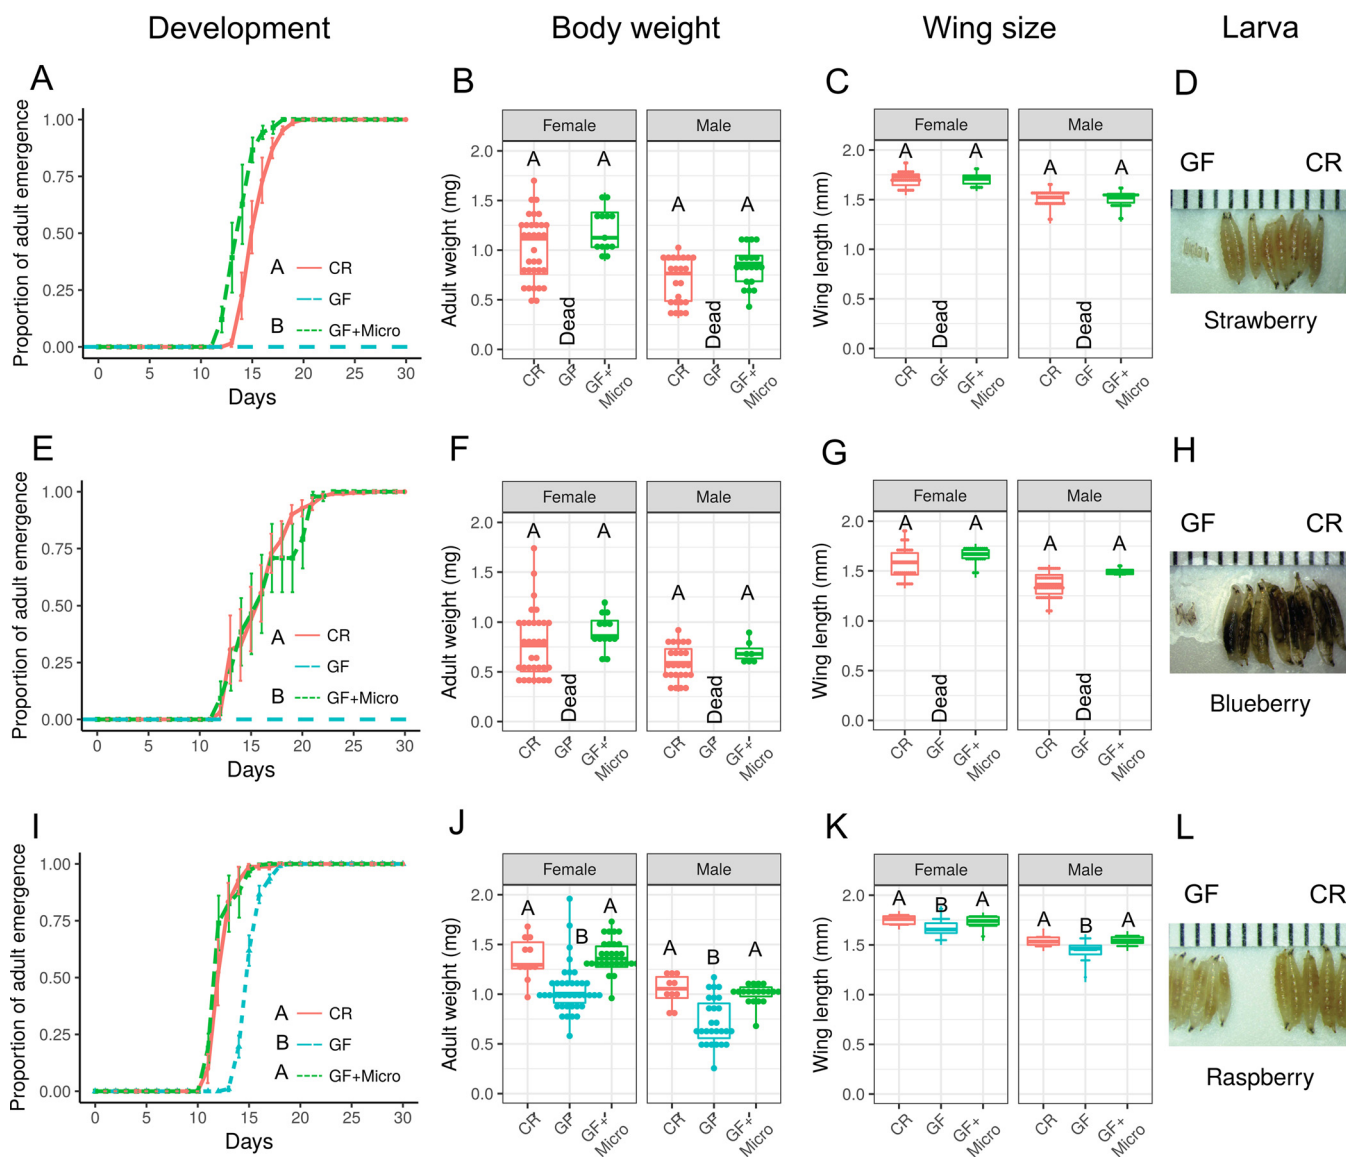 Development Body weight Wing size Larva
A
Proportion of adult emergence
1.00
0.75
0.50
0.25
0.00
A CR
GF
B GF+Micro
0 5 10 15 20 25 30
Days
B
Adult weight (mg)
Female Male
2.0
1.5
1.0
0.5
0.0
A A A A
Dead Dead
CR GF GF+ Micro CR GF GF+ Micro
C
Wing length (mm)
Female Male
2.0
1.5
1.0
0.5
0.0
A A A A
Dead Dead
CR GF GF+ Micro CR GF GF+ Micro
D
GF CR
Strawberry
E
Proportion of adult emergence
1.00
0.75
0.50
0.25
0.00
A CR
GF
B GF+Micro
0 5 10 15 20 25 30
Days
F
Adult weight (mg)
Female Male
2.0
1.5
1.0
0.5
0.0
A A A A
Dead Dead
CR GF GF+ Micro CR GF GF+ Micro
G
Wing length (mm)
Female Male
2.0
1.5
1.0
0.5
0.0
A A A A
Dead Dead
CR GF GF+ Micro CR GF GF+ Micro
H
GF CR
Blueberry
I
Proportion of adult emergence
1.00
0.75
0.50
0.25
0.00
A CR
B GF
A GF+Micro
0 5 10 15 20 25 30
Days
J
Adult weight (mg)
Female Male
2.0
1.5
1.0
0.5
0.0
A B A A B A
CR GF GF+ Micro CR GF GF+ Micro
K
Wing length (mm)
Female Male
2.0
1.5
1.0
0.5
0.0
A B A A B A
CR GF GF+ Micro CR GF GF+ Micro
L
GF CR
Raspberry